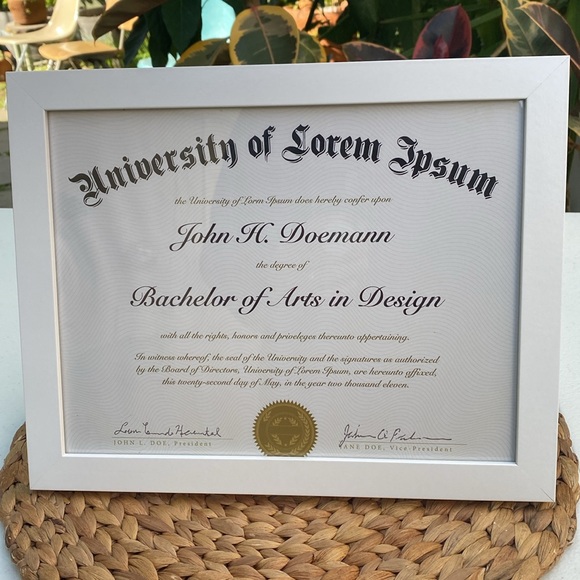 University of Lorem Ipsum
the University of Lorm Ipsum does hereby confer upon
John H. Doemann
the degree of
Bachelor of Arts in Design
with all the rights, honors and privileges thereunto appertaining.
In witness whereof, the seal of the University and the signatures as authorized
by the Board of Directors, University of Lorem Ipsum, are hereunto affixed,
this twenty-second day of May, in the year two thousand eleven.
JOHN L. DOE, President
JANE DOE, Vice-President